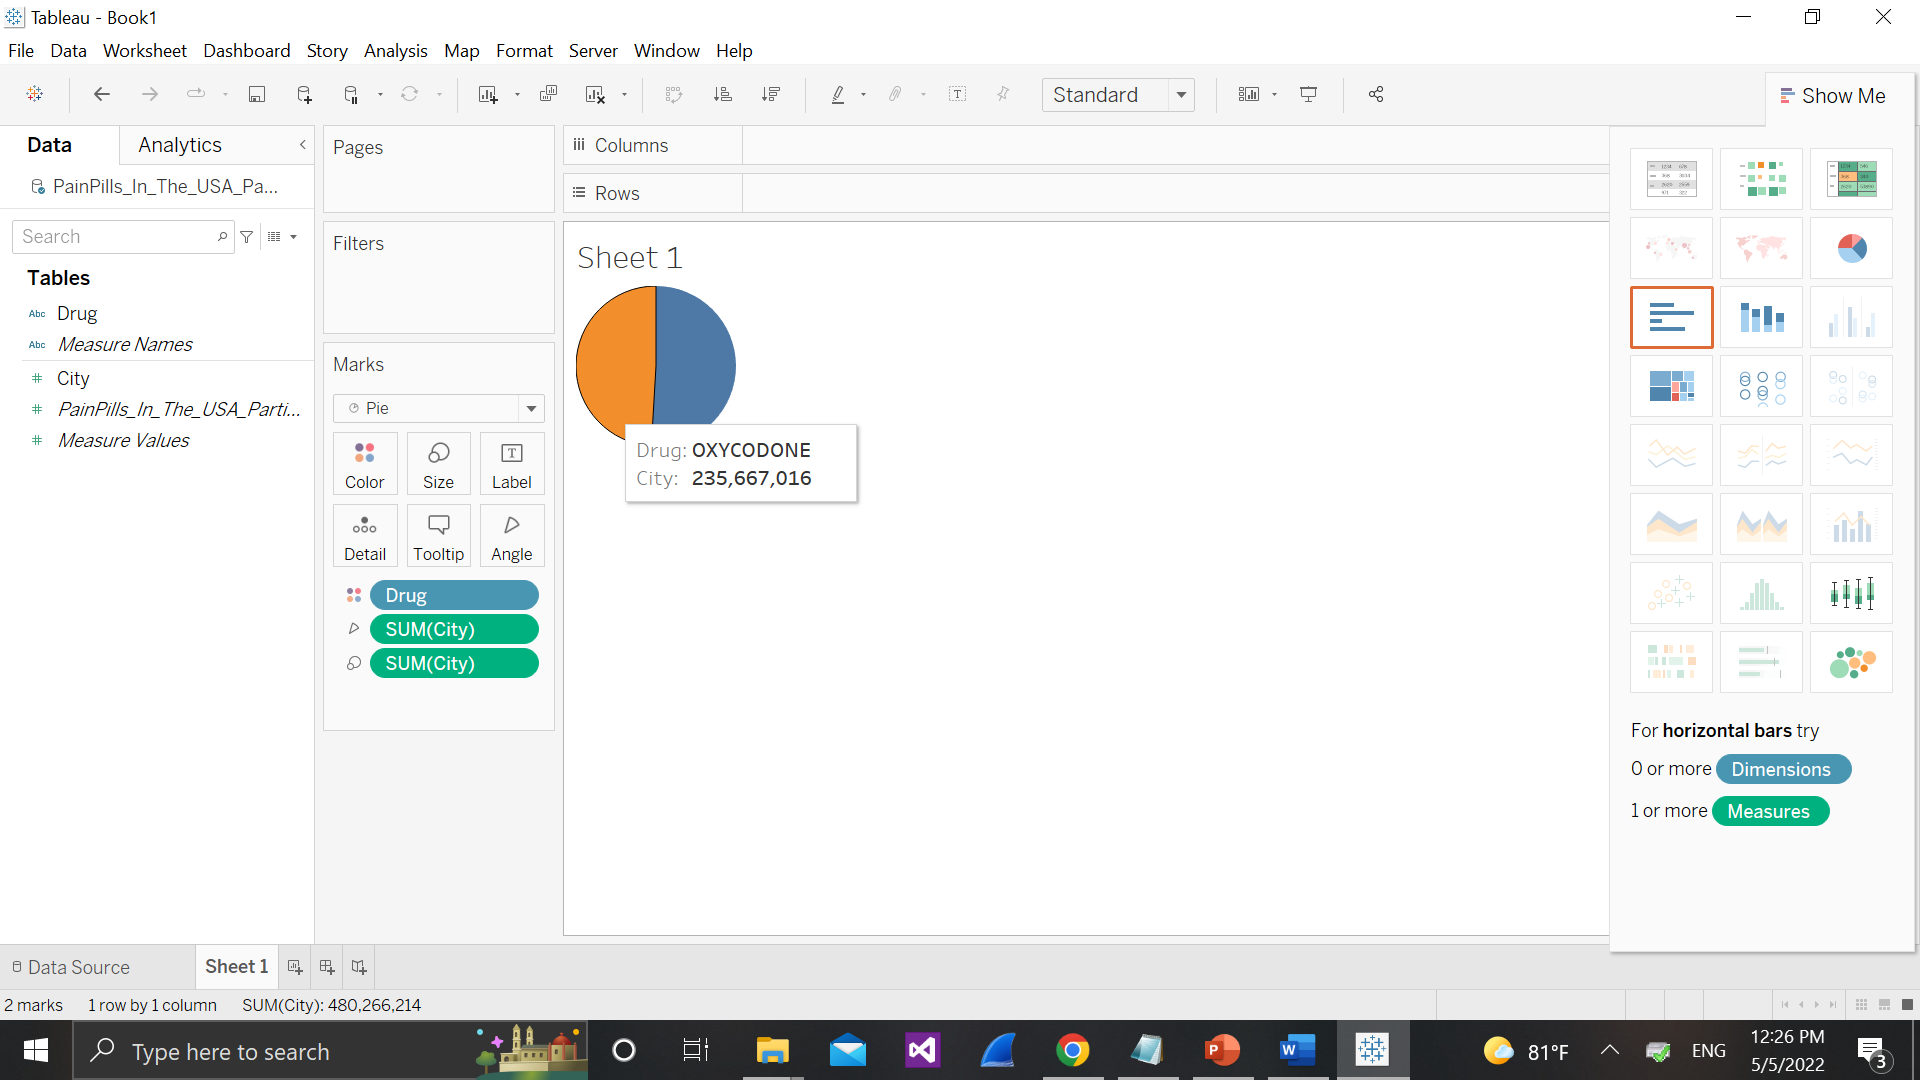 Tableau - Book1
File Data Worksheet Dashboard Story Analysis Map Format Server Window Help
Standard
Show Me
Data
Analytics
PainPills_In_The_USA_Pa...
Search
Tables
Abc Drug
Abc Measure Names
# City
# PainPills_In_The_USA_Parti...
# Measure Values
Pages
Filters
Marks
Pie
Color Size Label
Detail Tooltip Angle
Drug
SUM(City)
SUM(City)
Columns
Rows
Sheet 1
Drug: OXYCODONE
City: 235,667,016
For horizontal bars try
0 or more Dimensions
1 or more Measures
Data Source
Sheet 1
2 marks 1 row by 1 column SUM(City): 480,266,214
Type here to search
81°F
ENG
12:26 PM
5/5/2022
3